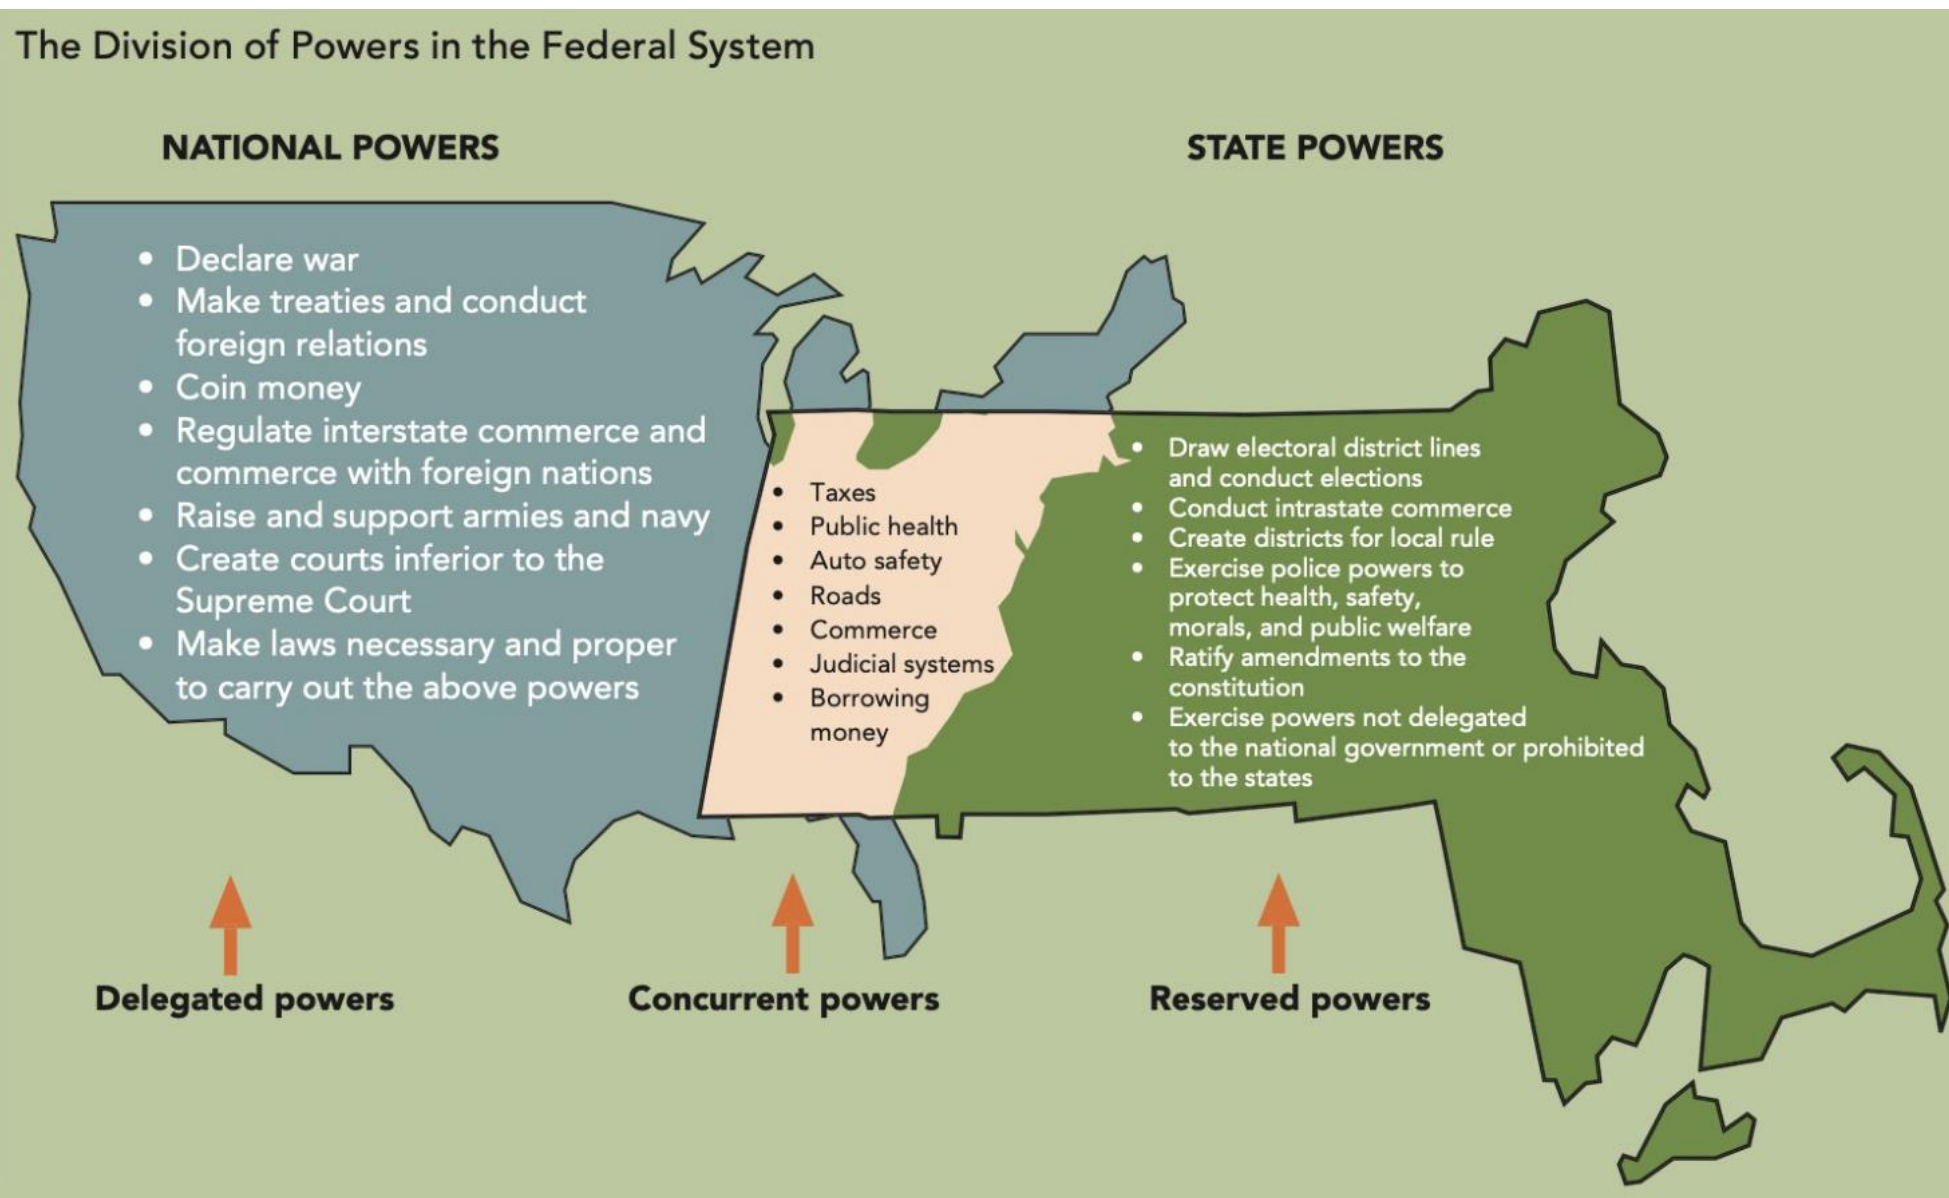 The Division of Powers in the Federal System
NATIONAL POWERS
• Declare war
• Make treaties and conduct
foreign relations
• Coin money
• Regulate interstate commerce and
commerce with foreign nations
• Raise and support armies and navy
• Create courts inferior to the
Supreme Court
• Make laws necessary and proper
to carry out the above powers
Delegated powers
• Taxes
• Public health
• Auto safety
• Roads
• Commerce
• Judicial systems
• Borrowing
money
Concurrent powers
STATE POWERS
• Draw electoral district lines
and conduct elections
• Conduct intrastate commerce
• Create districts for local rule
• Exercise police powers to
protect health, safety,
morals, and public welfare
• Ratify amendments to the
constitution
• Exercise powers not delegated
to the national government or prohibited
to the states
Reserved powers